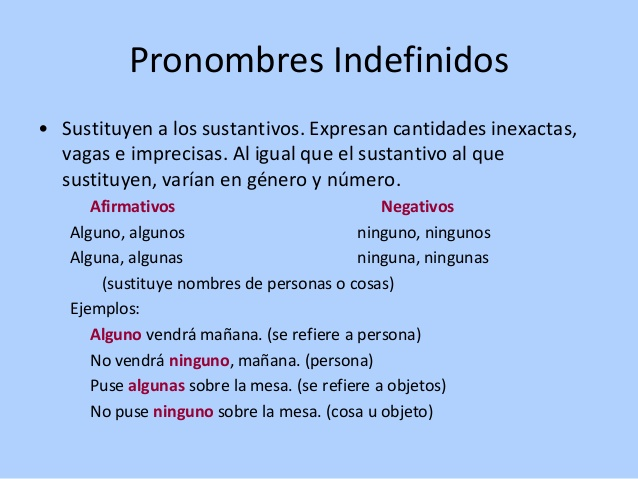 Pronombres Indefinidos
• Sustituyen a los sustantivos. Expresan cantidades inexactas,
vagas e imprecisas. Al igual que el sustantivo al que
sustituyen, varían en género y número.
Afirmativos Negativos
Alguno, algunos ninguno, ningunos
Alguna, algunas ninguna, ningunas
(sustituye nombres de personas o cosas)
Ejemplos:
Alguno vendrá mañana. (se refiere a persona)
No vendrá ninguno, mañana. (persona)
Puse algunas sobre la mesa. (se refiere a objetos)
No puse ninguno sobre la mesa. (cosa u objeto)